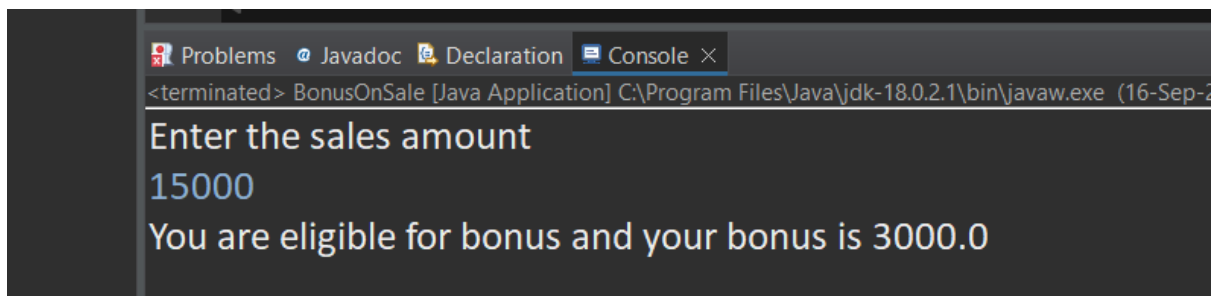 Problems @ Javadoc Declaration Console
<terminated> BonusOnSale [Java Application] C:\Program Files\Java\jdk-18.0.2.1\bin\javaw.exe (16-Sep-2
Enter the sales amount
15000
You are eligible for bonus and your bonus is 3000.0